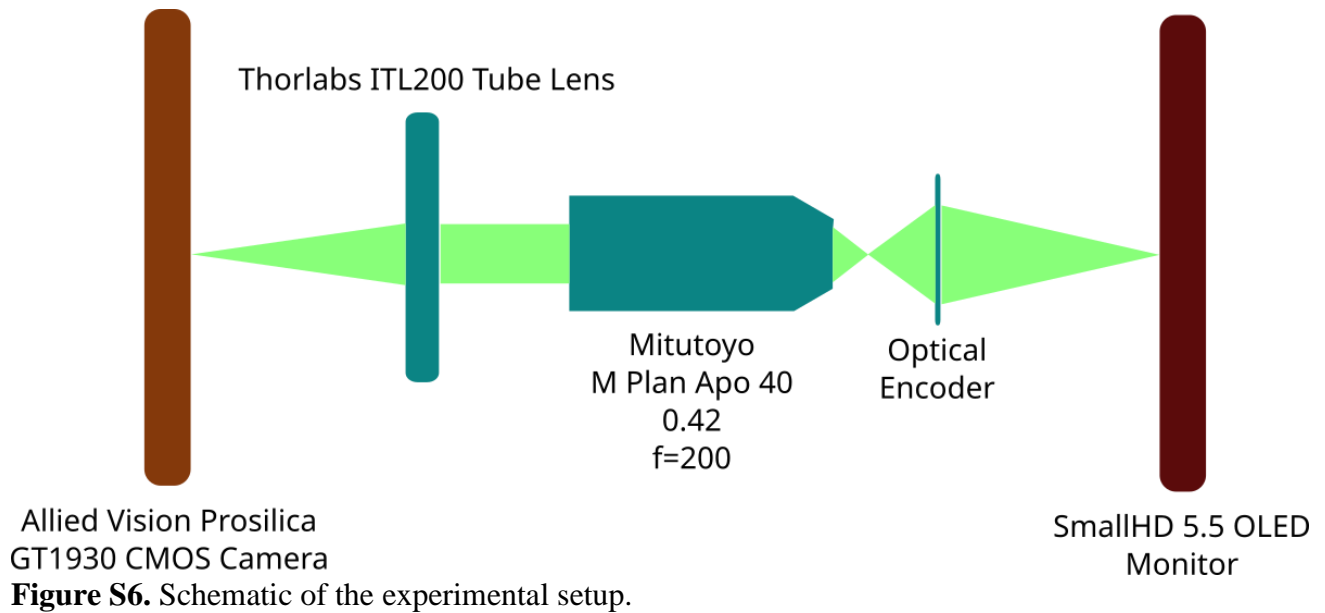 Thorlabs ITL200 Tube Lens
Mitutoyo
M Plan Apo 40
0.42
f=200
Optical
Encoder
Allied Vision Prosilica
GT1930 CMOS Camera
SmallHD 5.5 OLED
Monitor
Figure S6. Schematic of the experimental setup.